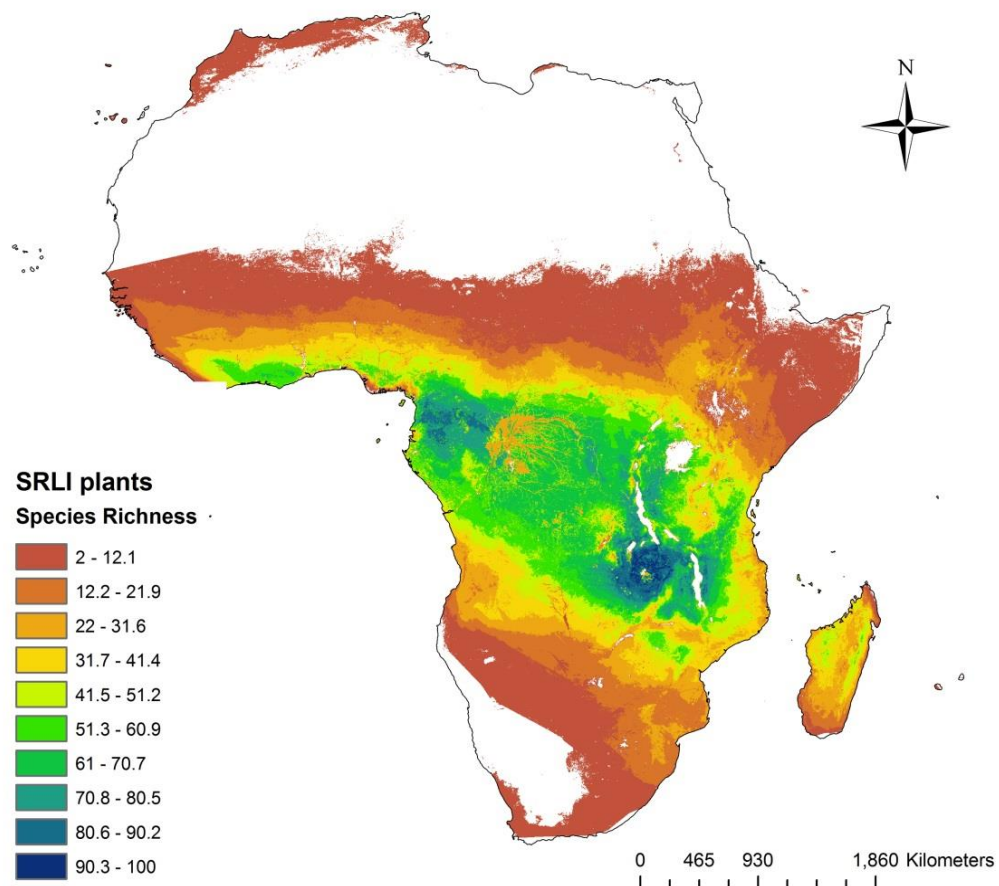 N
SRLI plants
Species Richness
2 - 12.1
12.2 - 21.9
22 - 31.6
31.7 - 41.4
41.5 - 51.2
51.3 - 60.9
61 - 70.7
70.8 - 80.5
80.6 - 90.2
90.3 - 100
0 465 930 1,860 Kilometers